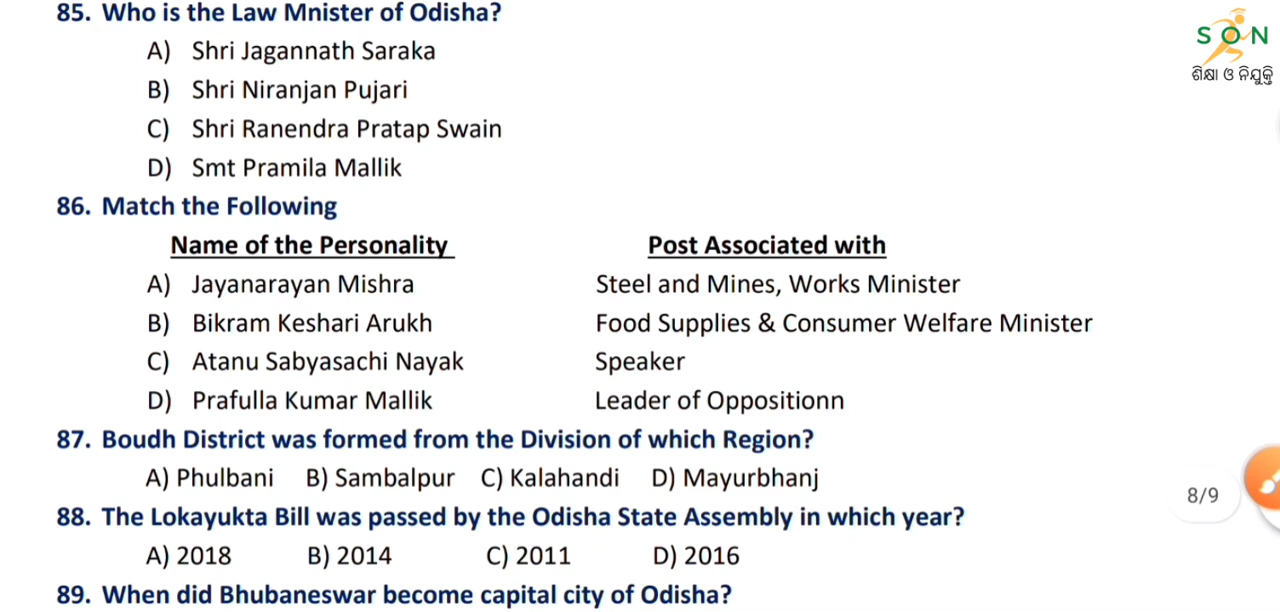 85. Who is the Law Mnister of Odisha?
A) Shri Jagannath Saraka
B) Shri Niranjan Pujari
C) Shri Ranendra Pratap Swain
D) Smt Pramila Mallik
86. Match the Following
Name of the Personality Post Associated with
A) Jayanarayan Mishra Steel and Mines, Works Minister
B) Bikram Keshari Arukh Food Supplies & Consumer Welfare Minister
C) Atanu Sabyasachi Nayak Speaker
D) Prafulla Kumar Mallik Leader of Oppositionn
87. Boudh District was formed from the Division of which Region?
A) Phulbani B) Sambalpur C) Kalahandi D) Mayurbhanj
88. The Lokayukta Bill was passed by the Odisha State Assembly in which year?
A) 2018 B) 2014 C) 2011 D) 2016
89. When did Bhubaneswar become capital city of Odisha?
SON
ଶିକ୍ଷା ଓ ନିଯୁକ୍ତି
8/9